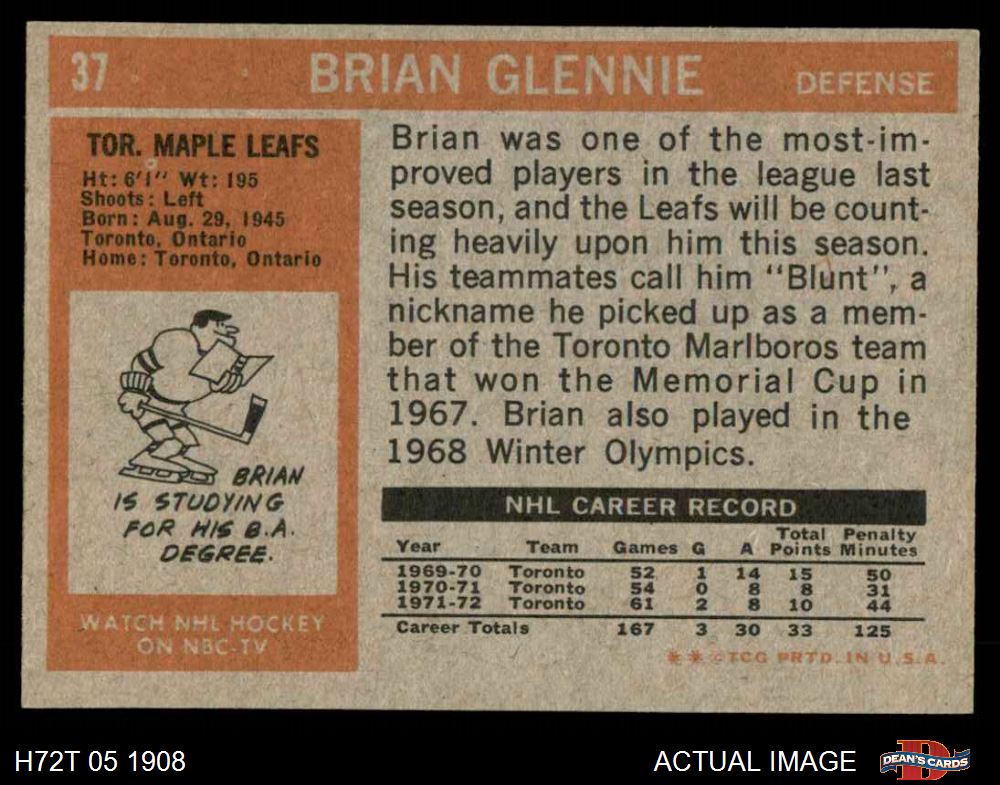 37 BRIAN GLENNIE DEFENSE
TOR. MAPLE LEAFS
Ht: 6'1" Wt: 195
Shoots: Left
Born: Aug. 29, 1945
Toronto, Ontario
Home: Toronto, Ontario
BRIAN
IS STUDYING
FOR HIS B.A.
DEGREE.
WATCH NHL HOCKEY
ON NBC-TV
Brian was one of the most-im-
proved players in the league last
season, and the Leafs will be count-
ing heavily upon him this season.
His teammates call him "Blunt", a
nickname he picked up as a mem-
ber of the Toronto Marlboros team
that won the Memorial Cup in
1967. Brian also played in the
1968 Winter Olympics.
NHL CAREER RECORD
Year Team Games G A Total Points Penalty Minutes
1969-70 Toronto 52 1 14 15 50
1970-71 Toronto 54 0 8 8 31
1971-72 Toronto 61 2 8 10 44
Career Totals 167 3 30 33 125
* * ©TCG PRTD. IN U.S.A.
H72T 05 1908 ACTUAL IMAGE DEAN'S CARDS